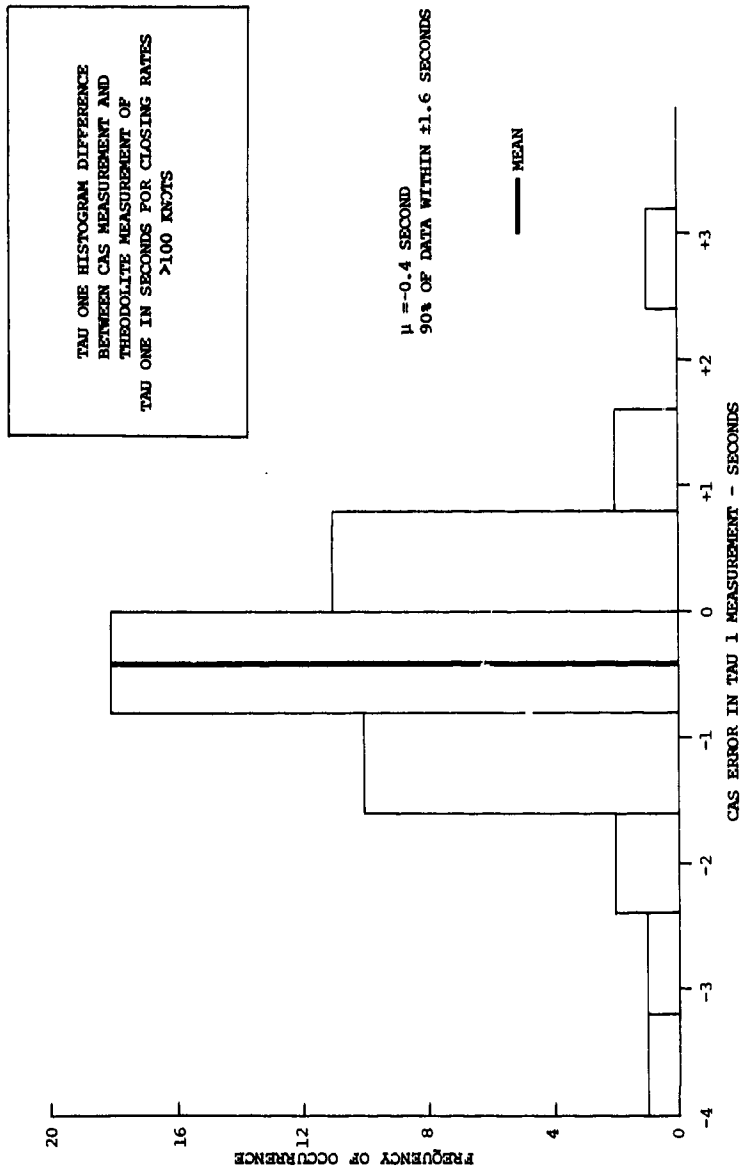 TAU ONE HISTOGRAM DIFFERENCE
BETWEEN CAS MEASUREMENT AND
THEODOLITE MEASUREMENT OF
TAU ONE IN SECONDS FOR CLOSING RATES
>100 KNOTS
µ =-0.4 SECOND
90% OF DATA WITHIN ±1.6 SECONDS
MEAN
FREQUENCY OF OCCURRENCE
20
16
12
8
4
0
-4
-3
-2
-1
0
+1
+2
+3
CAS ERROR IN TAU 1 MEASUREMENT - SECONDS